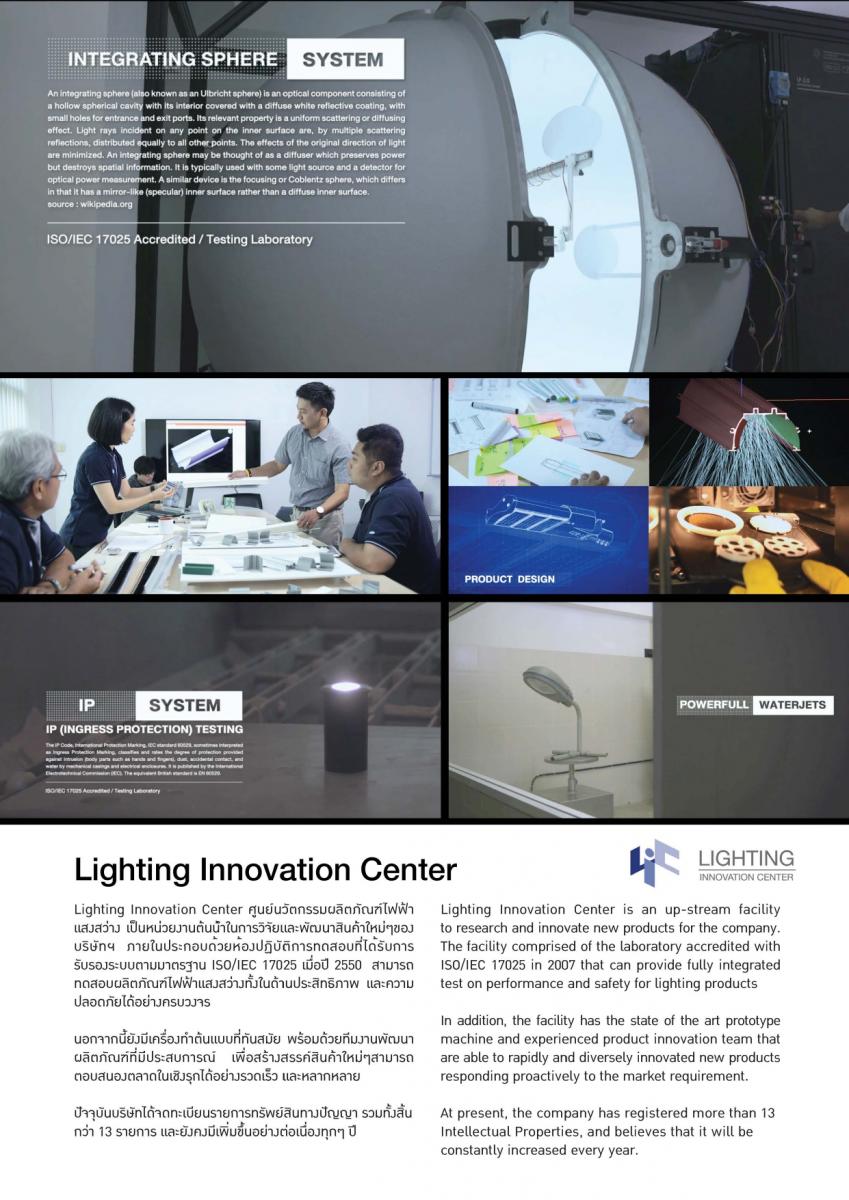 INTEGRATING SPHERE SYSTEM
An integrating sphere (also known as an Ulbricht sphere) is an optical component consisting of
a hollow spherical cavity with its interior covered with a diffuse white reflective coating, with
small holes for entrance and exit ports. Its relevant property is a uniform scattering or diffusing
effect. Light rays incident on any point on the inner surface are, by multiple scattering
reflections, distributed equally to all other points. The effects of the original direction of light
are minimized. An integrating sphere may be thought of as a diffuser which preserves power
but destroys spatial information. It is typically used with some light source and a detector for
optical power measurement. A similar device is the focusing or Coblentz sphere, which differs
in that it has a mirror-like (specular) inner surface rather than a diffuse inner surface.
source : wikipedia.org
ISO/IEC 17025 Accredited / Testing Laboratory
PRODUCT DESIGN
IP SYSTEM
IP (INGRESS PROTECTION) TESTING
The IP Code, International Protection Marking, IEC standard 60529, sometimes interpreted
as Ingress Protection Marking, classifies and rates the degree of protection provided
against intrusion (body parts such as hands and fingers), dust, accidental contact, and
water by mechanical casings and electrical enclosures. It is published by the International
Electrotechnical Commission (IEC). The equivalent British standard is EN 60529.
ISO/IEC 17025 Accredited / Testing Laboratory
POWERFULL WATERJETS
Lighting Innovation Center
LIGHTING
INNOVATION CENTER
Lighting Innovation Center ศูนย์นวัตกรรมผลิตภัณฑ์ไฟฟ้า
แสงสว่าง เป็นหน่วยงานต้นน้ำในการวิจัยและพัฒนาสินค้าใหม่ๆของ
บริษัทฯ ภายในประกอบด้วยห้องปฏิบัติการทดสอบที่ได้รับการ
รับรองระบบตามมาตรฐาน ISO/IEC 17025 เมื่อปี 2550 สามารถ
ทดสอบผลิตภัณฑ์ไฟฟ้าแสงสว่างทั้งในด้านประสิทธิภาพ และความ
ปลอดภัยได้อย่างครบวงจร
นอกจากนี้ยังมีเครื่องทำต้นแบบที่ทันสมัย พร้อมด้วยทีมงานพัฒนา
ผลิตภัณฑ์ที่มีประสบการณ์ เพื่อสร้างสรรค์สินค้าใหม่ๆสามารถ
ตอบสนองตลาดในเชิงรุกได้อย่างรวดเร็ว และหลากหลาย
ปัจจุบันบริษัทได้จดทะเบียนรายการทรัพย์สินทางปัญญา รวมทั้งสิ้น
กว่า 13 รายการ และยังคงมีเพิ่มขึ้นอย่างต่อเนื่องทุกๆ ปี
Lighting Innovation Center is an up-stream facility
to research and innovate new products for the company.
The facility comprised of the laboratory accredited with
ISO/IEC 17025 in 2007 that can provide fully integrated
test on performance and safety for lighting products
In addition, the facility has the state of the art prototype
machine and experienced product innovation team that
are able to rapidly and diversely innovated new products
responding proactively to the market requirement.
At present, the company has registered more than 13
Intellectual Properties, and believes that it will be
constantly increased every year.